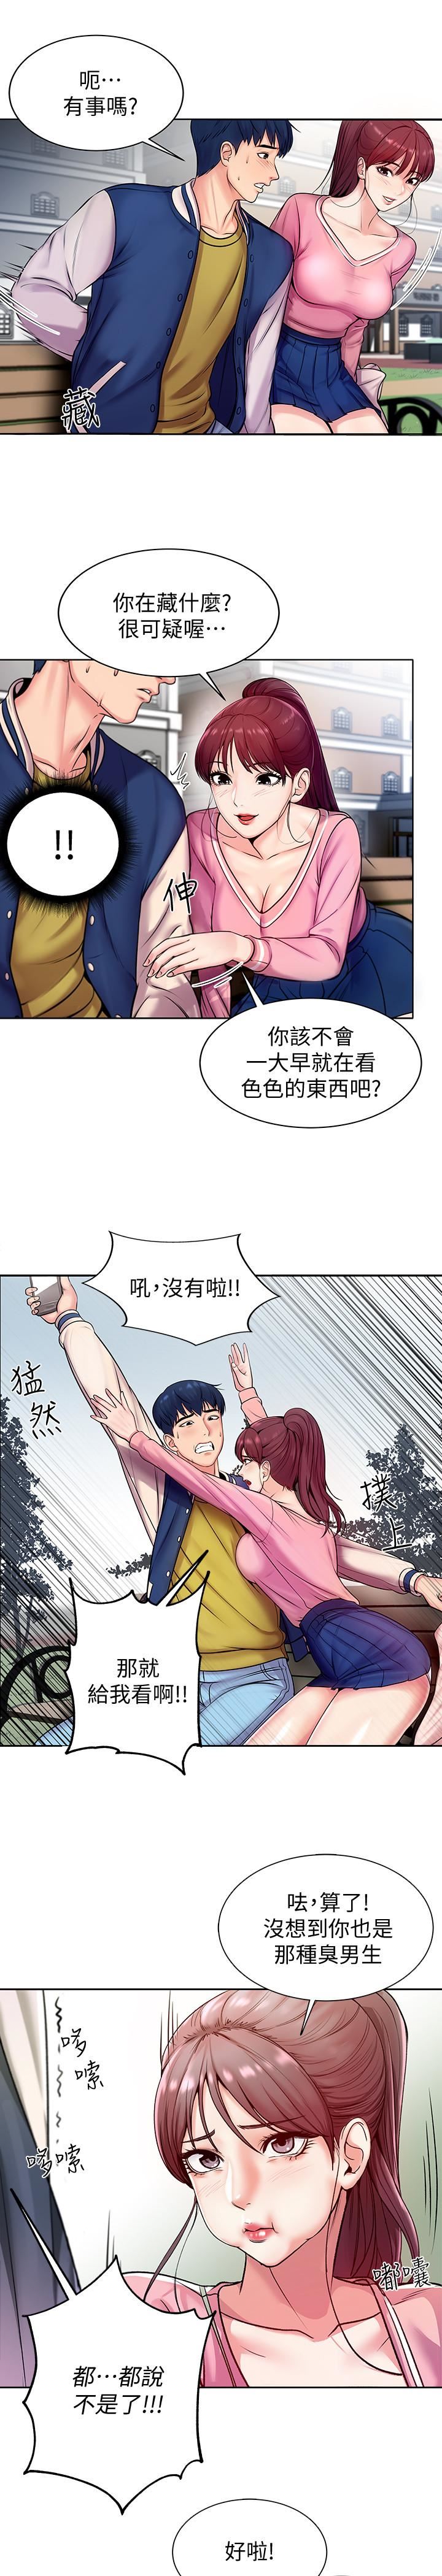 呃⋯
有事嗎?
藏
你在藏什麼?
很可疑喔⋯
!!
伸
你該不會
一大早就在看
色色的東西吧?
吼，沒有啦!!
猛然
撲上
那就
給我看啊!!
呿，算了!
沒想到你也是
那種臭男生
哆嗦
哆嗦
嘟囔
都⋯都說
不是了!!!
好啦!